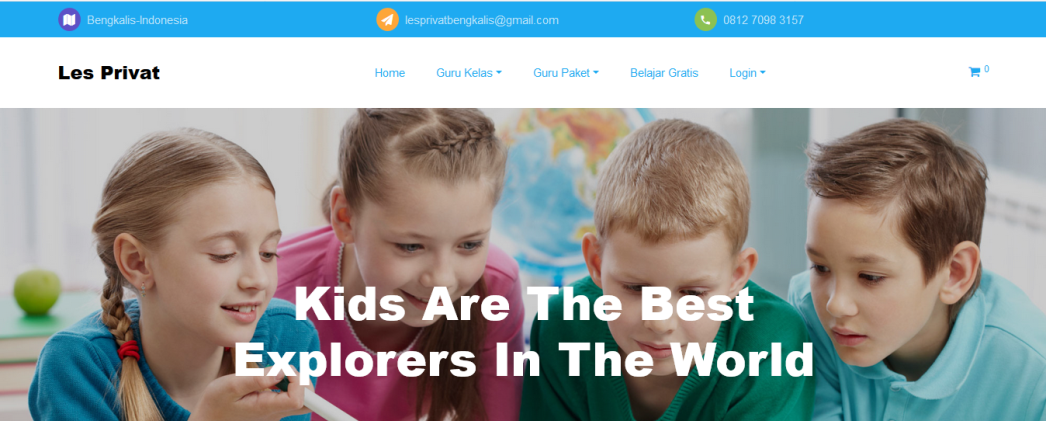 Bengkalis-Indonesia
lesprivatbengkalis@gmail.com
0812 7098 3157
Les Privat
Home
Guru Kelas
Guru Paket
Belajar Gratis
Login
0
Kids Are The Best
Explorers In The World